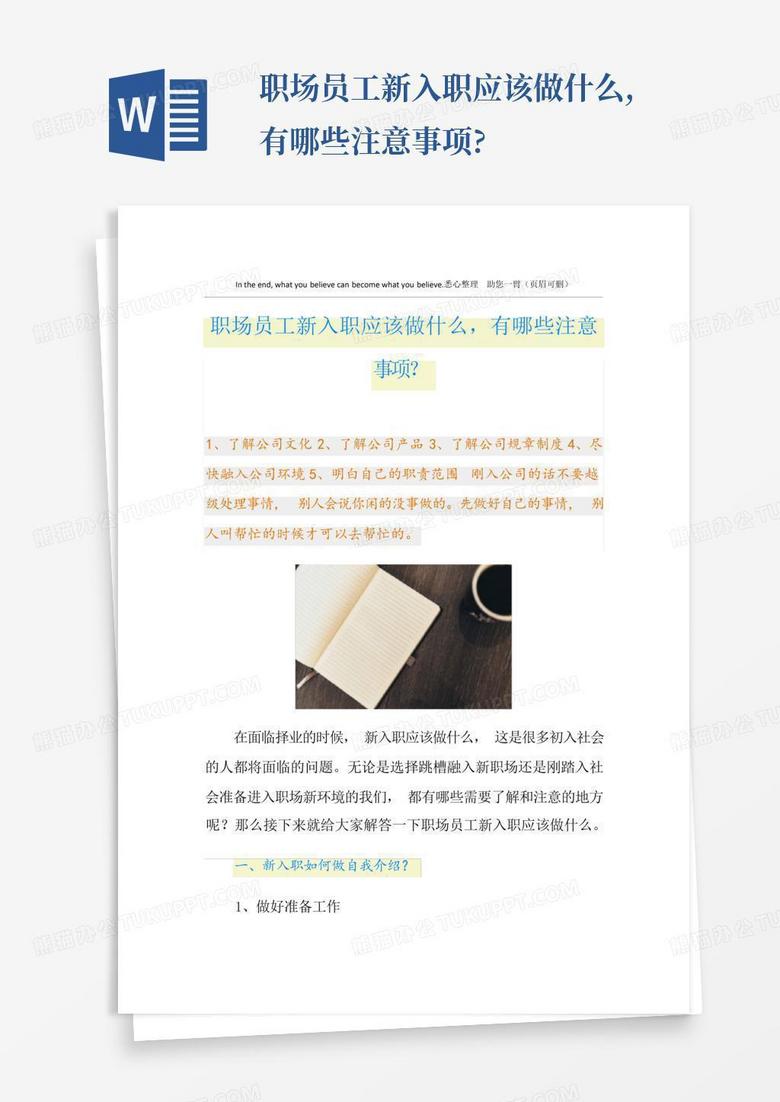 职场员工新入职应该做什么,
有哪些注意事项?
W
In the end, what you believe can become what you believe.悉心整理 助您一臂（页眉可删）
职场员工新入职应该做什么，有哪些注意
事项？
1、了解公司文化 2、了解公司产品 3、了解公司规章制度 4、尽
快融入公司环境 5、明白自己的职责范围 刚入公司的话不要越
级处理事情， 别人会说你闲的没事做的。先做好自己的事情， 别
人叫帮忙的时候才可以去帮忙的。
在面临择业的时候， 新入职应该做什么， 这是很多初入社会
的人都将面临的问题。无论是选择跳槽融入新职场还是刚踏入社
会准备进入职场新环境的我们， 都有哪些需要了解和注意的地方
呢？那么接下来就给大家解答一下职场员工新入职应该做什么。
一、新入职如何做自我介绍？
1、做好准备工作
熊猫办公 TUKUPPT.COM